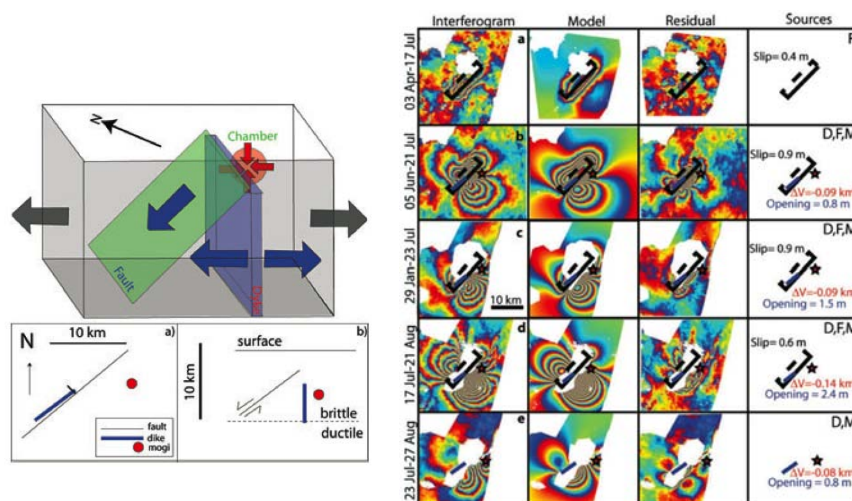 N
Chamber
Fault
Dike
N
10 km
a)
fault
dike
mogi
b)
surface
10 km
brittle
ductile
Interferogram Model Residual Sources
03 Apr-17 Jul
a
F
Slip= 0.4 m
05 Jun-21 Jul
b
D,F,M
Slip= 0.9 m
ΔV=-0.09 km
Opening = 0.8 m
29 Jan-23 Jul
c
10 km
D,F,M
Slip= 0.9 m
ΔV=-0.09 km
Opening = 1.5 m
17 Jul-21 Aug
d
D,F,M
Slip= 0.6 m
ΔV=-0.14 km
Opening = 2.4 m
23 Jul-27 Aug
e
D,M
ΔV=-0.08 km
Opening = 0.8 m